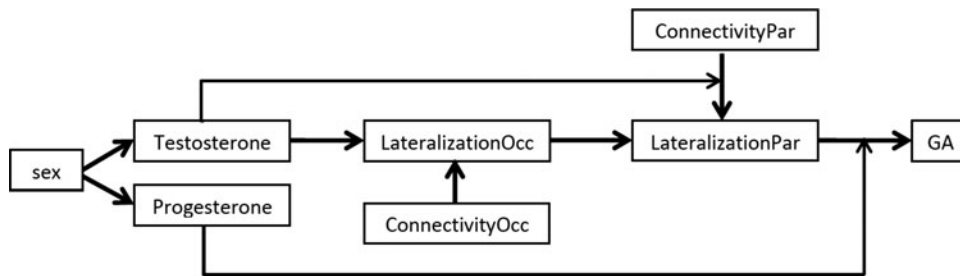 ConnectivityPar
Testosterone
LateralizationOcc
LateralizationPar
GA
sex
Progesterone
ConnectivityOcc